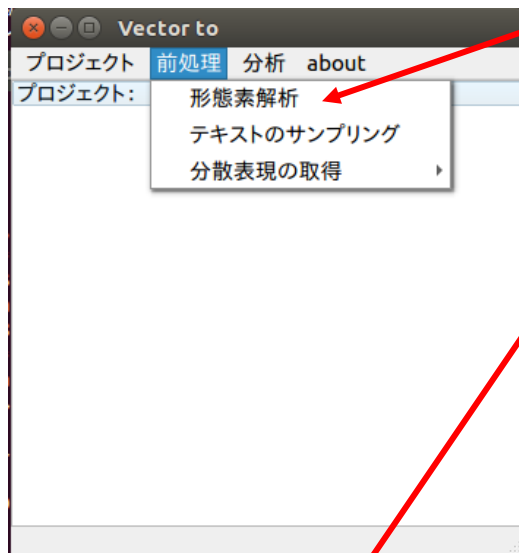 Vector to
プロジェクト 前処理 分析 about
プロジェクト:
形態素解析
テキストのサンプリング
分散表現の取得